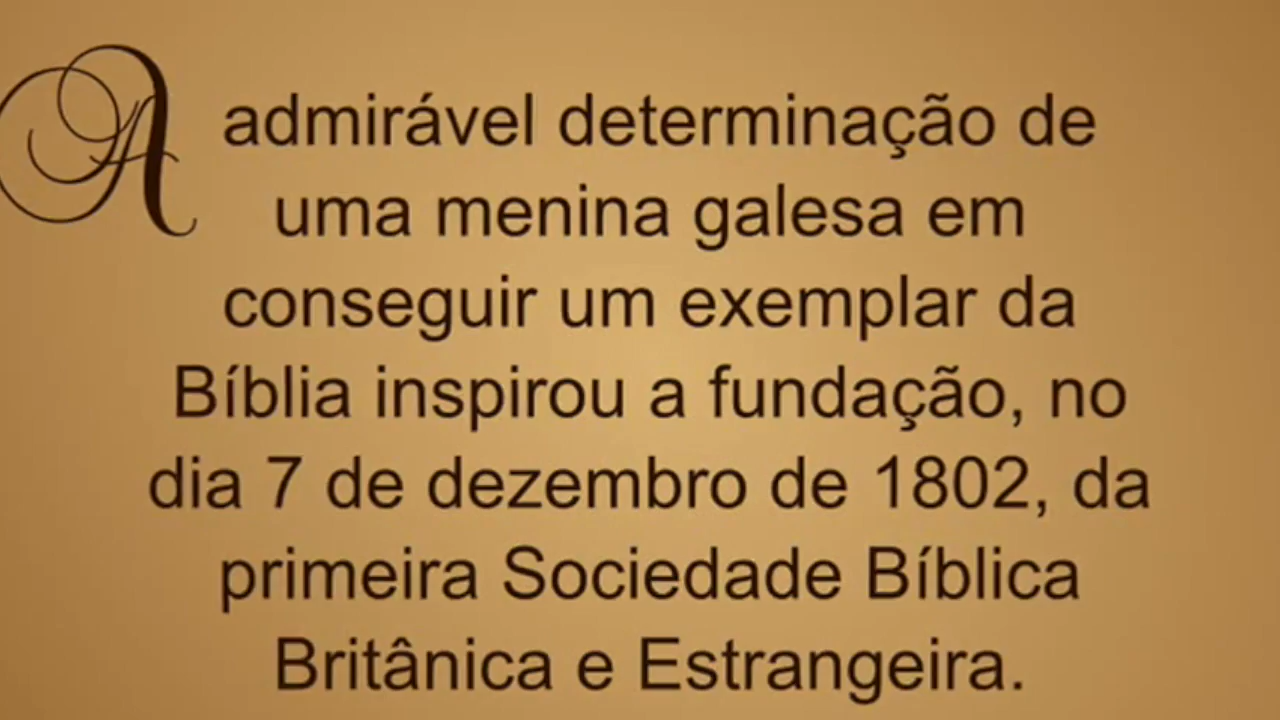 A admirável determinação de
uma menina galesa em
conseguir um exemplar da
Bíblia inspirou a fundação, no
dia 7 de dezembro de 1802, da
primeira Sociedade Bíblica
Britânica e Estrangeira.